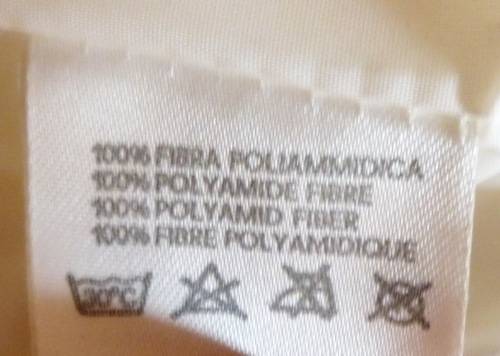 100% FIBRA POLIAMMIDICA
100% POLYAMIDE FIBRE
100% POLYAMID FIBER
100% FIBRE POLYAMIDIQUE
30°C